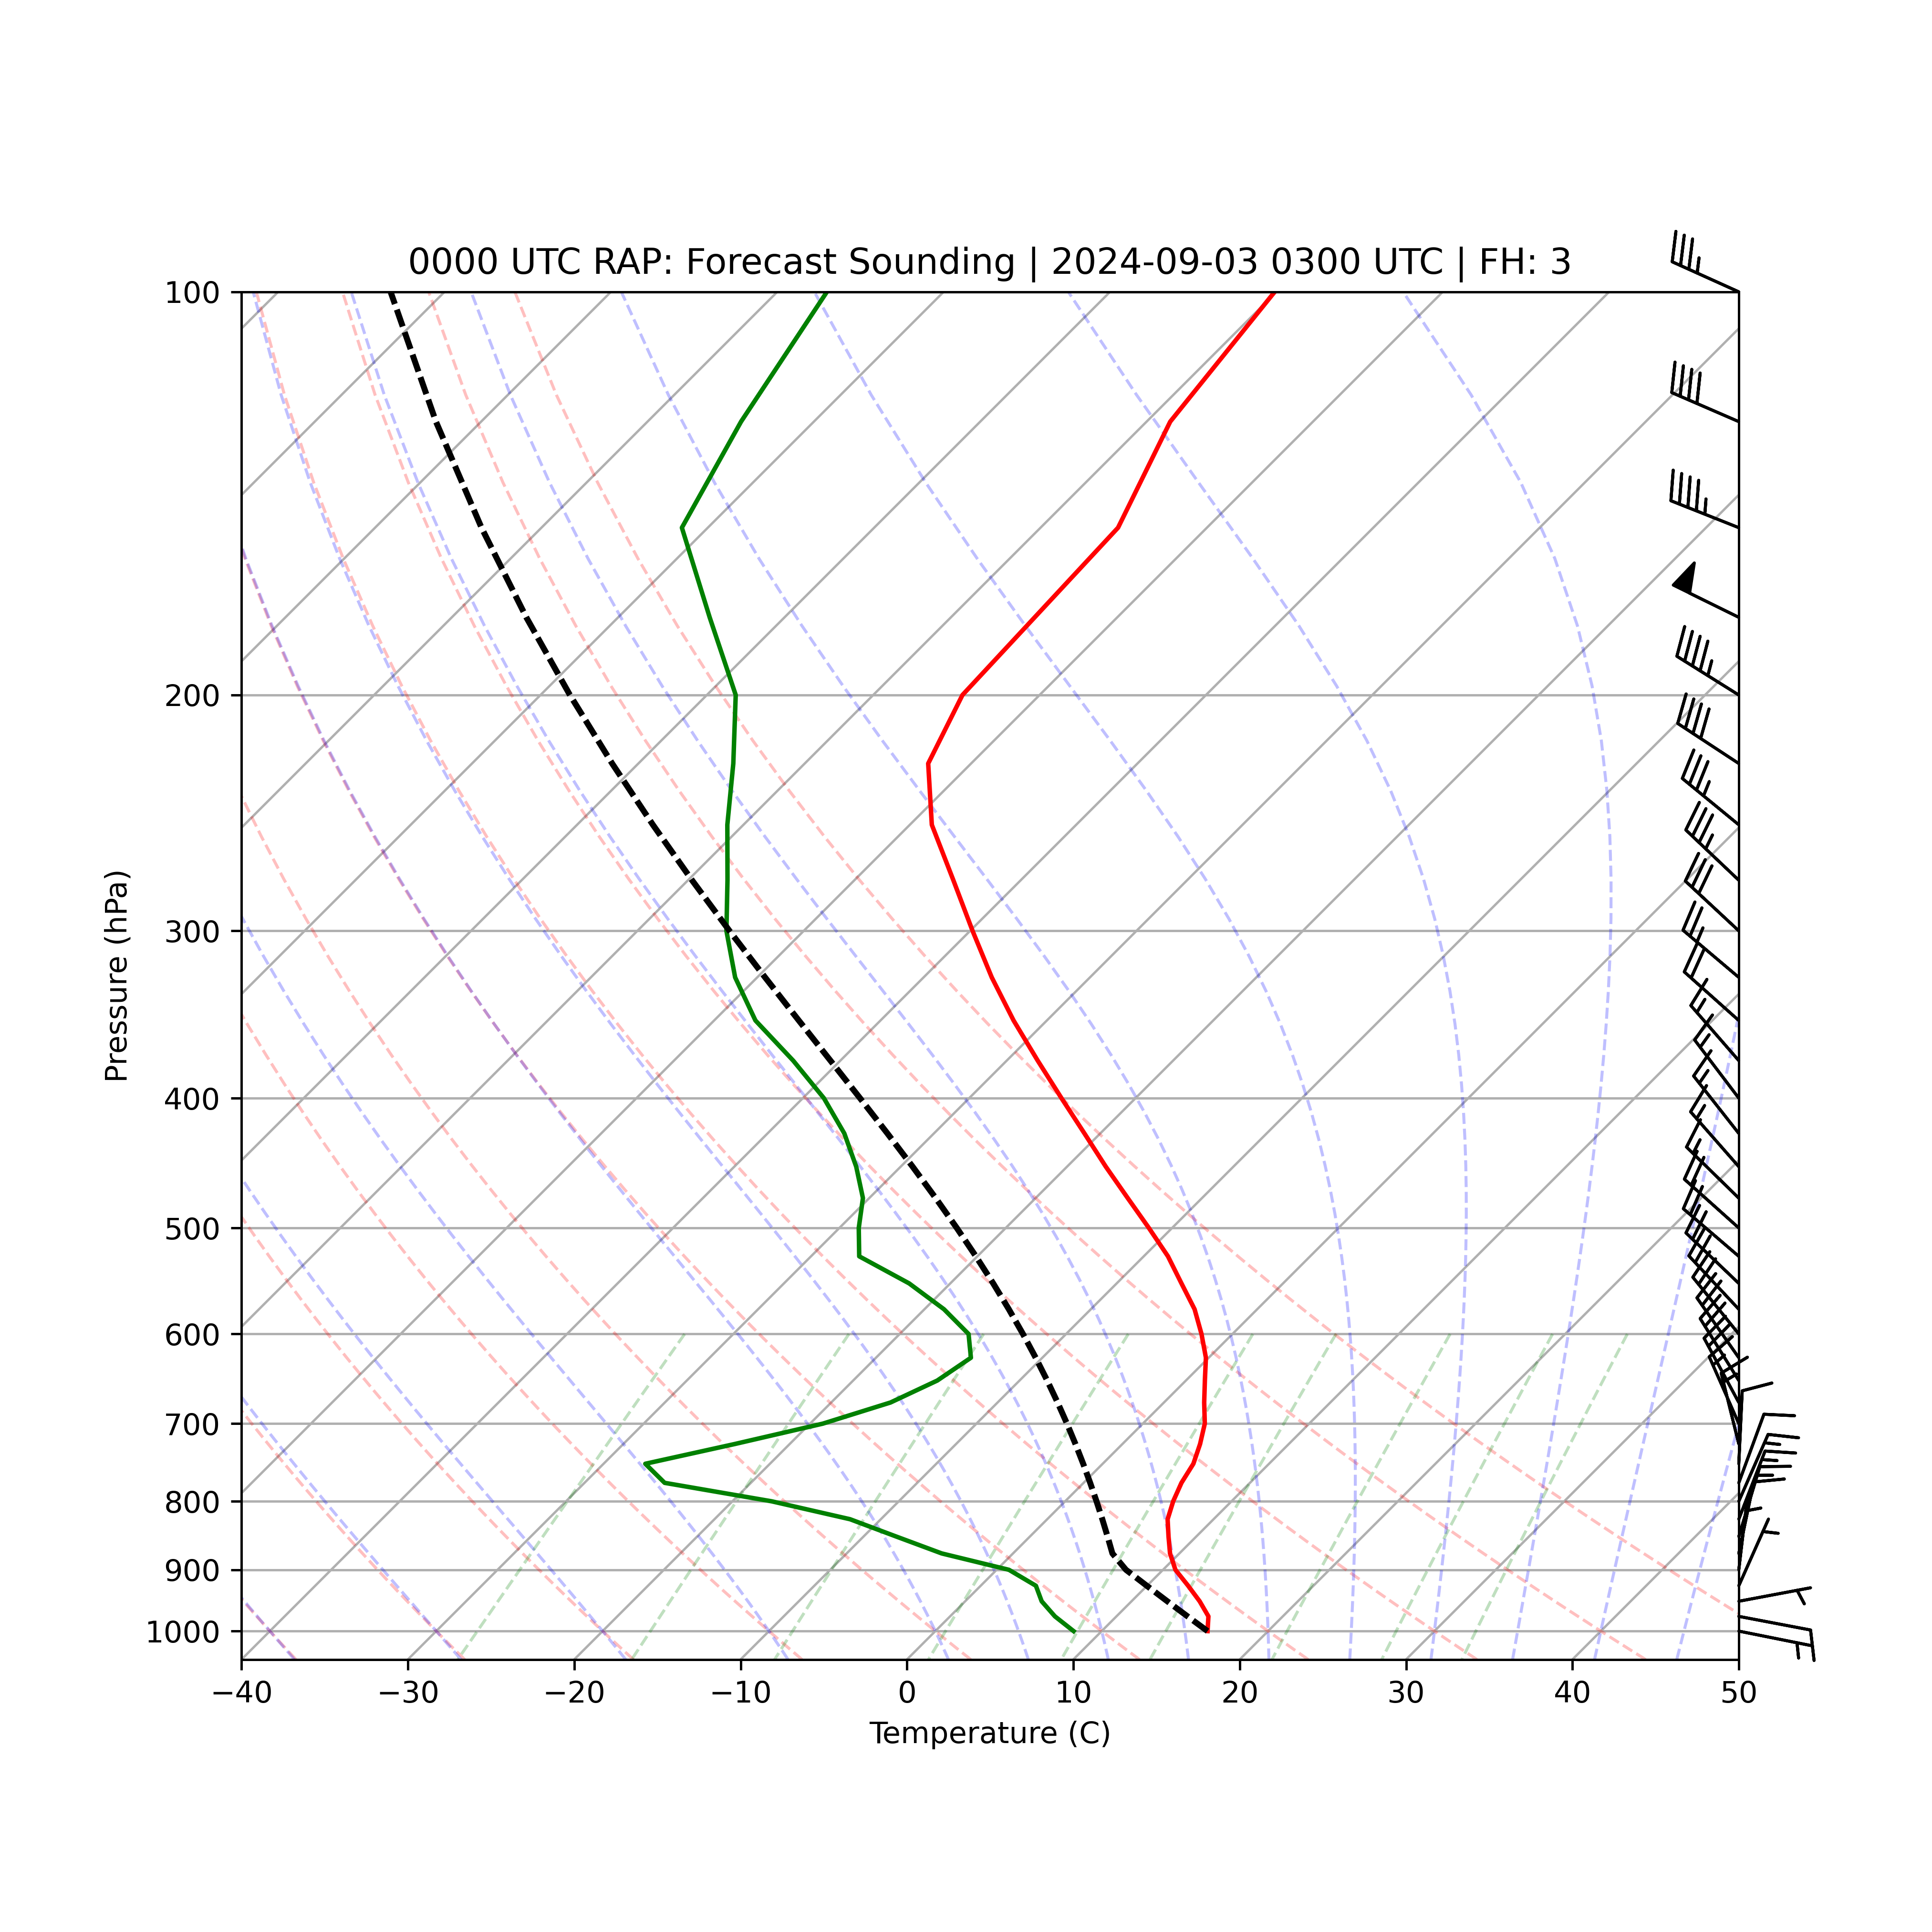 0000 UTC RAP: Forecast Sounding | 2024-09-03 0300 UTC | FH: 3
100
200
300
400
500
600
700
800
900
1000
Pressure (hPa)
−40 −30 −20 −10 0 10 20 30 40 50
Temperature (C)